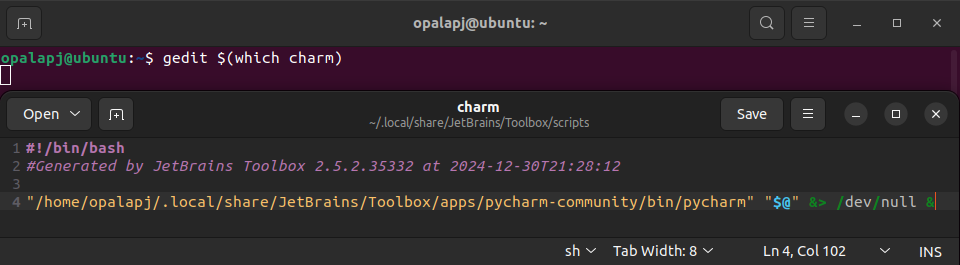 opalapj@ubuntu: ~
opalapj@ubuntu:~$ gedit $(which charm)
Open
charm
~/.local/share/JetBrains/Toolbox/scripts
Save
1 #!/bin/bash
2 #Generated by JetBrains Toolbox 2.5.2.35332 at 2024-12-30T21:28:12
3
4 "/home/opalapj/.local/share/JetBrains/Toolbox/apps/pycharm-community/bin/pycharm" "$@" &> /dev/null &
sh Tab Width: 8 Ln 4, Col 102 INS